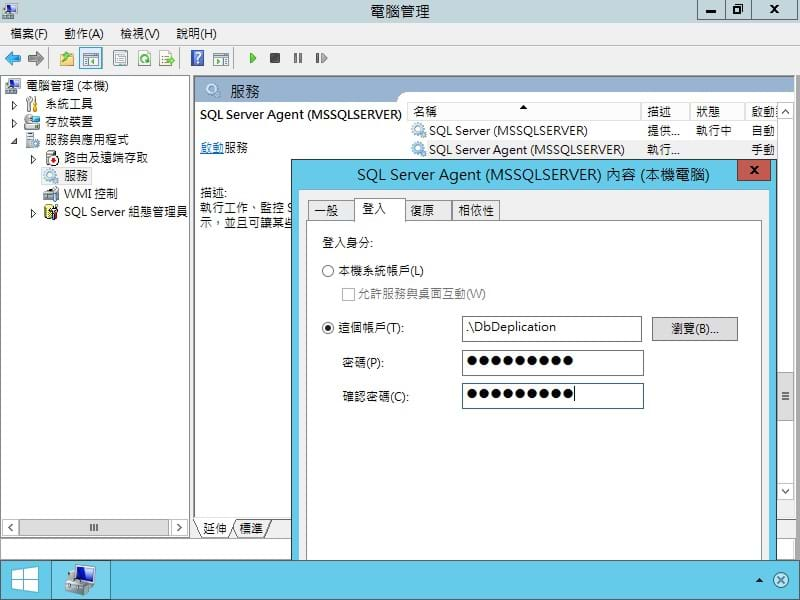 電腦管理
檔案(F) 動作(A) 檢視(V) 說明(H)
電腦管理 (本機)
系統工具
存放裝置
服務與應用程式
路由及遠端存取
服務
WMI 控制
SQL Server 組態管理員
服務
SQL Server Agent (MSSQLSERVER)
啟動服務
描述:
執行工作、監控 S
示，並且可讓某些
名稱 描述 狀態 啟動
SQL Server (MSSQLSERVER) 提供... 執行中 自動
SQL Server Agent (MSSQLSERVER) 執行... 手動
SQL Server Agent (MSSQLSERVER) 內容 (本機電腦)
一般 登入 復原 相依性
登入身分:
本機系統帳戶(L)
允許服務與桌面互動(W)
這個帳戶(T): .\DbDeplication 瀏覽(B)...
密碼(P): ●●●●●●●●●
確認密碼(C): ●●●●●●●●●
延伸 標準